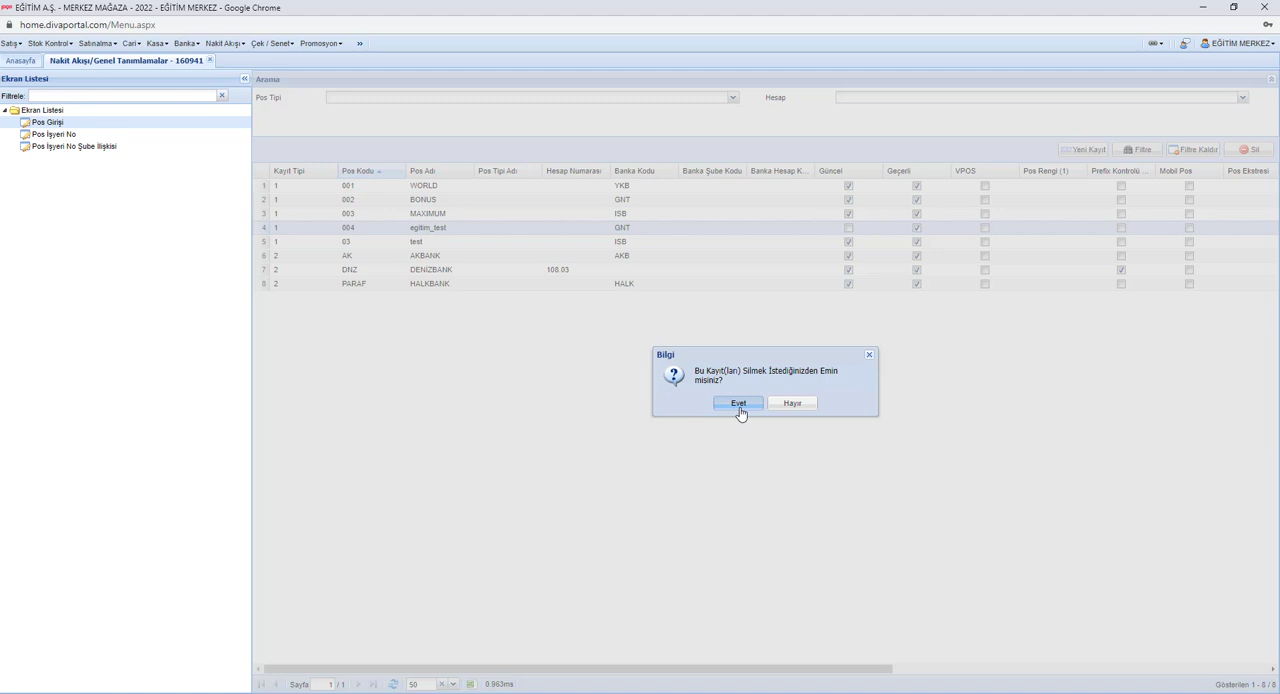 EĞİTİM A.Ş. - MERKEZ MAĞAZA - 2022 - EĞİTİM MERKEZ - Google Chrome
home.divaportal.com/Menu.aspx
Satış Stok Kontrol Satınalma Cari Kasa Banka Nakit Akışı Çek / Senet Promosyon » EĞİTİM MERKEZ
Anasayfa Nakit Akışı/Genel Tanımlamalar - 160941
Ekran Listesi « Arama
Filtrele: Pos Tipi Hesap
Ekran Listesi
Pos Girişi
Pos İşyeri No
Pos İşyeri No Şube İlişkisi
Yeni Kayıt Filtre Filtre Kaldır Sil
Kayıt Tipi Pos Kodu Pos Adı Pos Tipi Adı Hesap Numarası Banka Kodu Banka Şube Kodu Banka Hesap K... Güncel Geçerli VPOS Pos Rengi (1) Prefix Kontrolü ... Mobil Pos Pos Ekstresi
1 1 001 WORLD YKB
2 1 002 BONUS GNT
3 1 003 MAXIMUM ISB
4 1 004 egitim_test GNT
5 1 03 test ISB
6 2 AK AKBANK AKB
7 2 DNZ DENIZBANK 108.03
8 2 PARAF HALKBANK HALK
Bilgi
?
Bu Kayıt(ları) Silmek İstediğinizden Emin
misiniz?
Evet Hayır
Sayfa 1 / 1 50 0.963ms Gösterilen 1 - 8 / 8